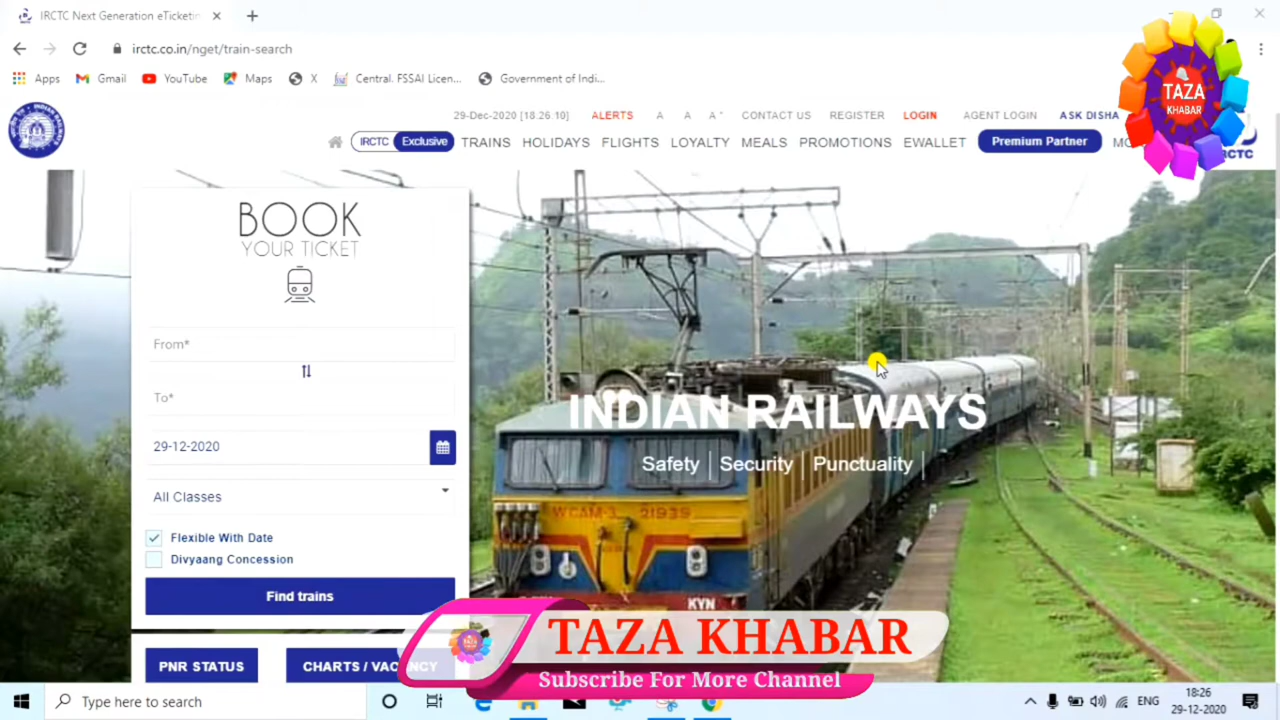 IRCTC Next Generation eTicketin
irctc.co.in/nget/train-search
Apps Gmail YouTube Maps X Central. FSSAI Licen... Government of Indi...
29-Dec-2020 [18:26:10] ALERTS A A A+ CONTACT US REGISTER LOGIN AGENT LOGIN ASK DISHA
IRCTC Exclusive TRAINS HOLIDAYS FLIGHTS LOYALTY MEALS PROMOTIONS EWALLET Premium Partner
TAZA
KHABAR
BOOK
YOUR TICKET
From*
To*
29-12-2020
All Classes
Flexible With Date
Divyaang Concession
Find trains
PNR STATUS
CHARTS / VACANCY
INDIAN RAILWAYS
Safety Security Punctuality
WCAM-3 21939
KYN
TAZA KHABAR
Subscribe For More Channel
Type here to search
ENG
18:26
29-12-2020